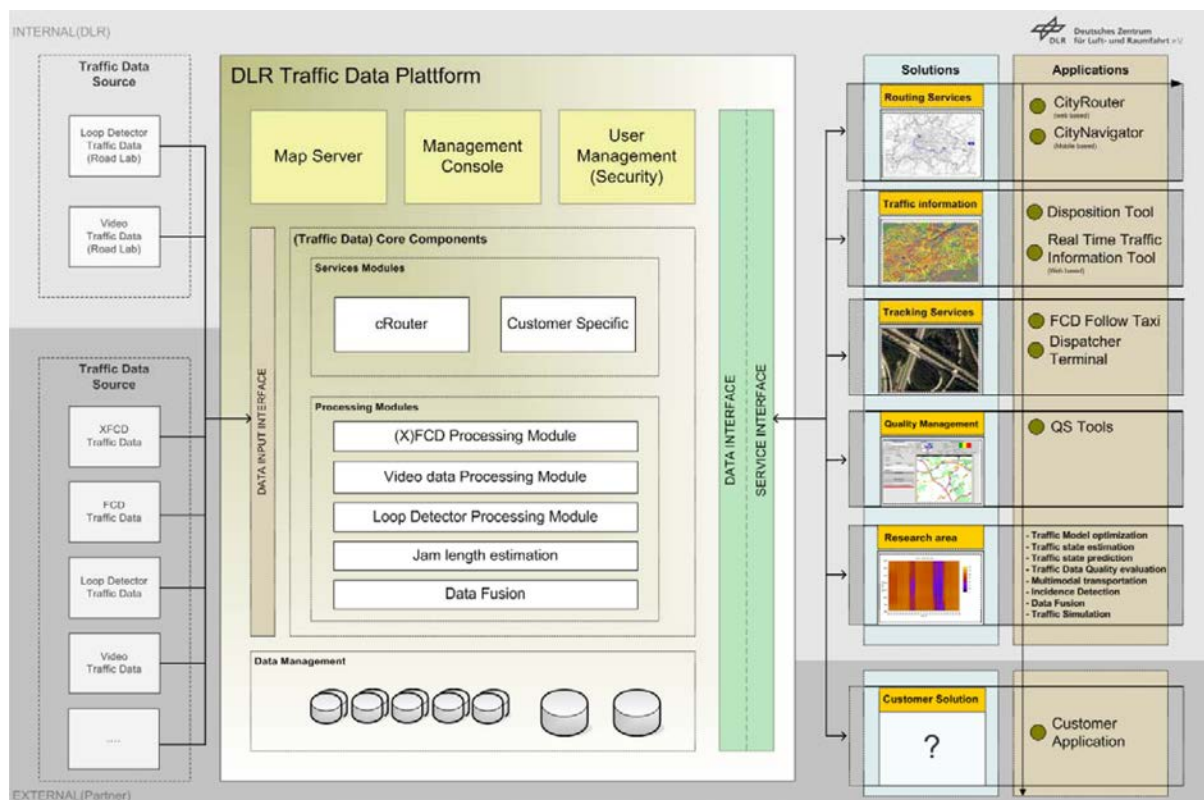 INTERNAL(DLR)
DLR
Deutsches Zentrum
für Luft- und Raumfahrt e.V.
Traffic Data
Source
Loop Detector
Traffic Data
(Road Lab)
Video
Traffic Data
(Road Lab)
Traffic Data
Source
XFCD
Traffic Data
FCD
Traffic Data
Loop Detector
Traffic Data
Video
Traffic Data
....
EXTERNAL(Partner)
DLR Traffic Data Plattform
Map Server
Management
Console
User
Management
(Security)
DATA INPUT INTERFACE
(Traffic Data) Core Components
Services Modules
cRouter
Customer Specific
Processing Modules
(X)FCD Processing Module
Video data Processing Module
Loop Detector Processing Module
Jam length estimation
Data Fusion
Data Management
DATA INTERFACE
SERVICE INTERFACE
Solutions
Applications
Routing Services
CityRouter
(web based)
CityNavigator
(Mobile based)
Traffic information
Disposition Tool
Real Time Traffic
Information Tool
(Web based)
Tracking Services
FCD Follow Taxi
Dispatcher
Terminal
Quality Management
QS Tools
Research area
- Traffic Model optimization
- Traffic state estimation
- Traffic state prediction
- Traffic Data Quality evaluation
- Multimodal transportation
- Incidence Detection
- Data Fusion
- Traffic Simulation
Customer Solution
?
Customer
Application